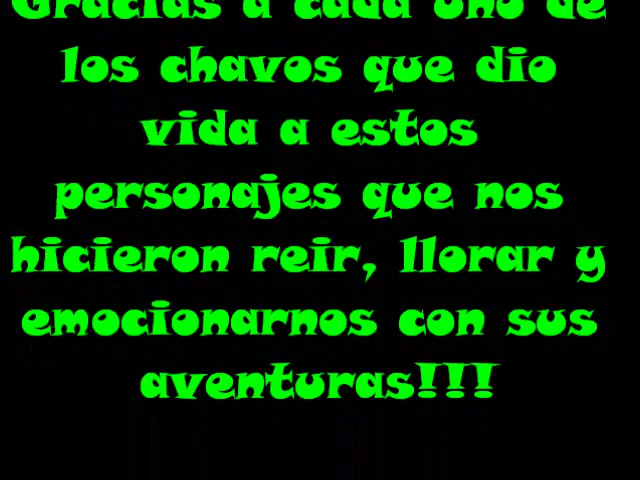 Gracias a cada uno de
los chavos que dio
vida a estos
personajes que nos
hicieron reir, llorar y
emocionarnos con sus
aventuras!!!